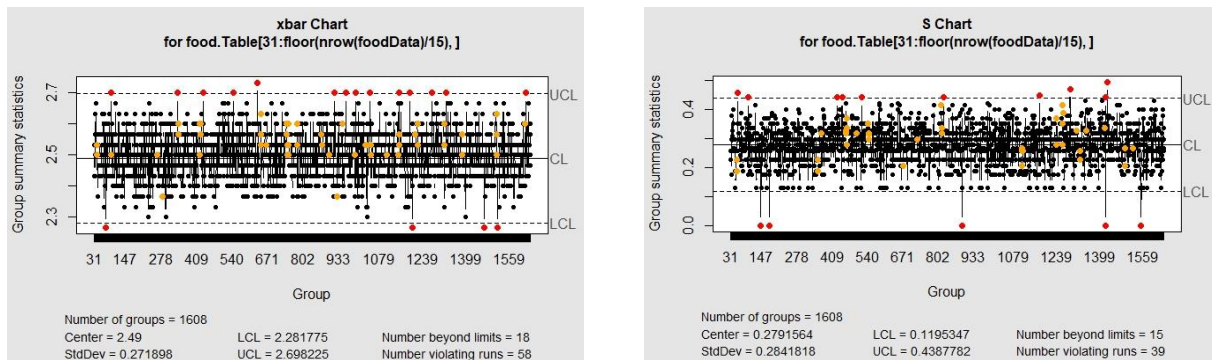 xbar Chart
for food.Table[31:floor(nrow(foodData)/15), ]
Group summary statistics
2.7
2.5
2.3
UCL
CL
LCL
31 147 278 409 540 671 802 933 1079 1239 1399 1559
Group
Number of groups = 1608
Center = 2.49 LCL = 2.281775 Number beyond limits = 18
StdDev = 0.271898 UCL = 2.698225 Number violating runs = 58
S Chart
for food.Table[31:floor(nrow(foodData)/15), ]
Group summary statistics
0.4
0.2
0.0
UCL
CL
LCL
31 147 278 409 540 671 802 933 1079 1239 1399 1559
Group
Number of groups = 1608
Center = 0.2791564 LCL = 0.1195347 Number beyond limits = 15
StdDev = 0.2841818 UCL = 0.4387782 Number violating runs = 39